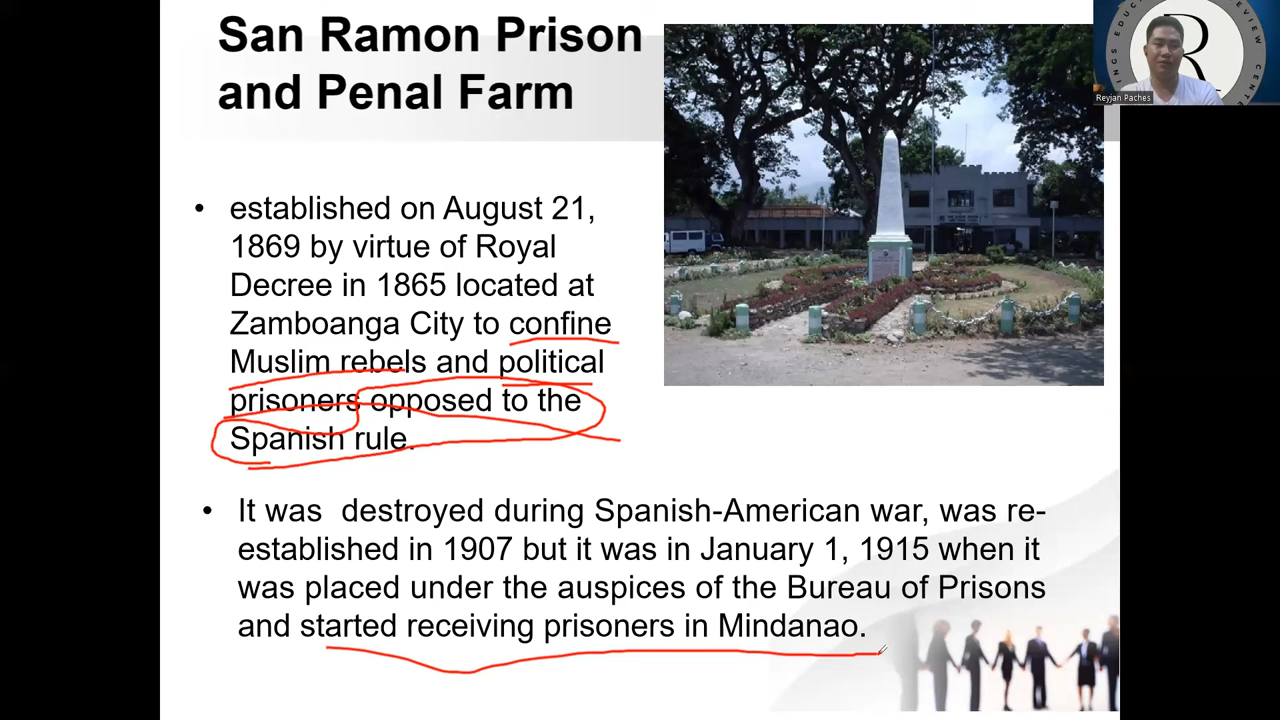 San Ramon Prison
and Penal Farm
• established on August 21,
1869 by virtue of Royal
Decree in 1865 located at
Zamboanga City to confine
Muslim rebels and political
prisoners opposed to the
Spanish rule.
• It was destroyed during Spanish-American war, was re-
established in 1907 but it was in January 1, 1915 when it
was placed under the auspices of the Bureau of Prisons
and started receiving prisoners in Mindanao.
R
Reyjan Paches